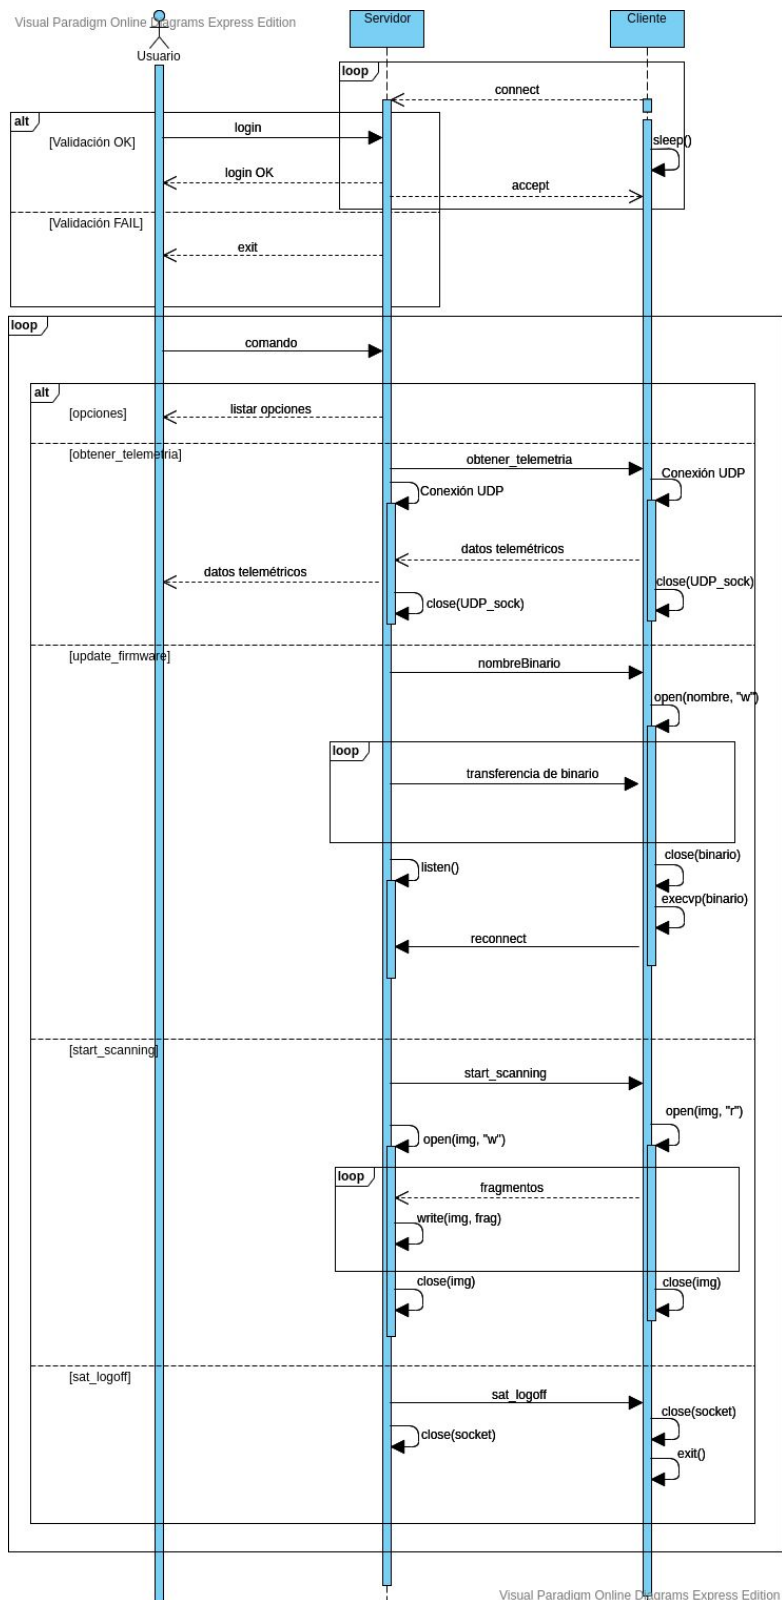 Visual Paradigm Online Diagrams Express Edition
Servidor
Cliente
Usuario
loop
connect
alt
login
[Validación OK]
sleep()
login OK
accept
[Validación FAIL]
exit
loop
comando
alt
[opciones]
listar opciones
[obtener_telemetria]
obtener_telemetria
Conexión UDP
Conexión UDP
datos telemétricos
datos telemétricos
close(UDP_sock)
close(UDP_sock)
[update_firmware]
nombreBinario
open(nombre, "w")
loop
transferencia de binario
close(binario)
listen()
execvp(binario)
reconnect
[start_scanning]
start_scanning
open(img, "r")
open(img, "w")
loop
fragmentos
write(img, frag)
close(img)
close(img)
[sat_logoff]
sat_logoff
close(socket)
close(socket)
exit()
Visual Paradigm Online Diagrams Express Edition